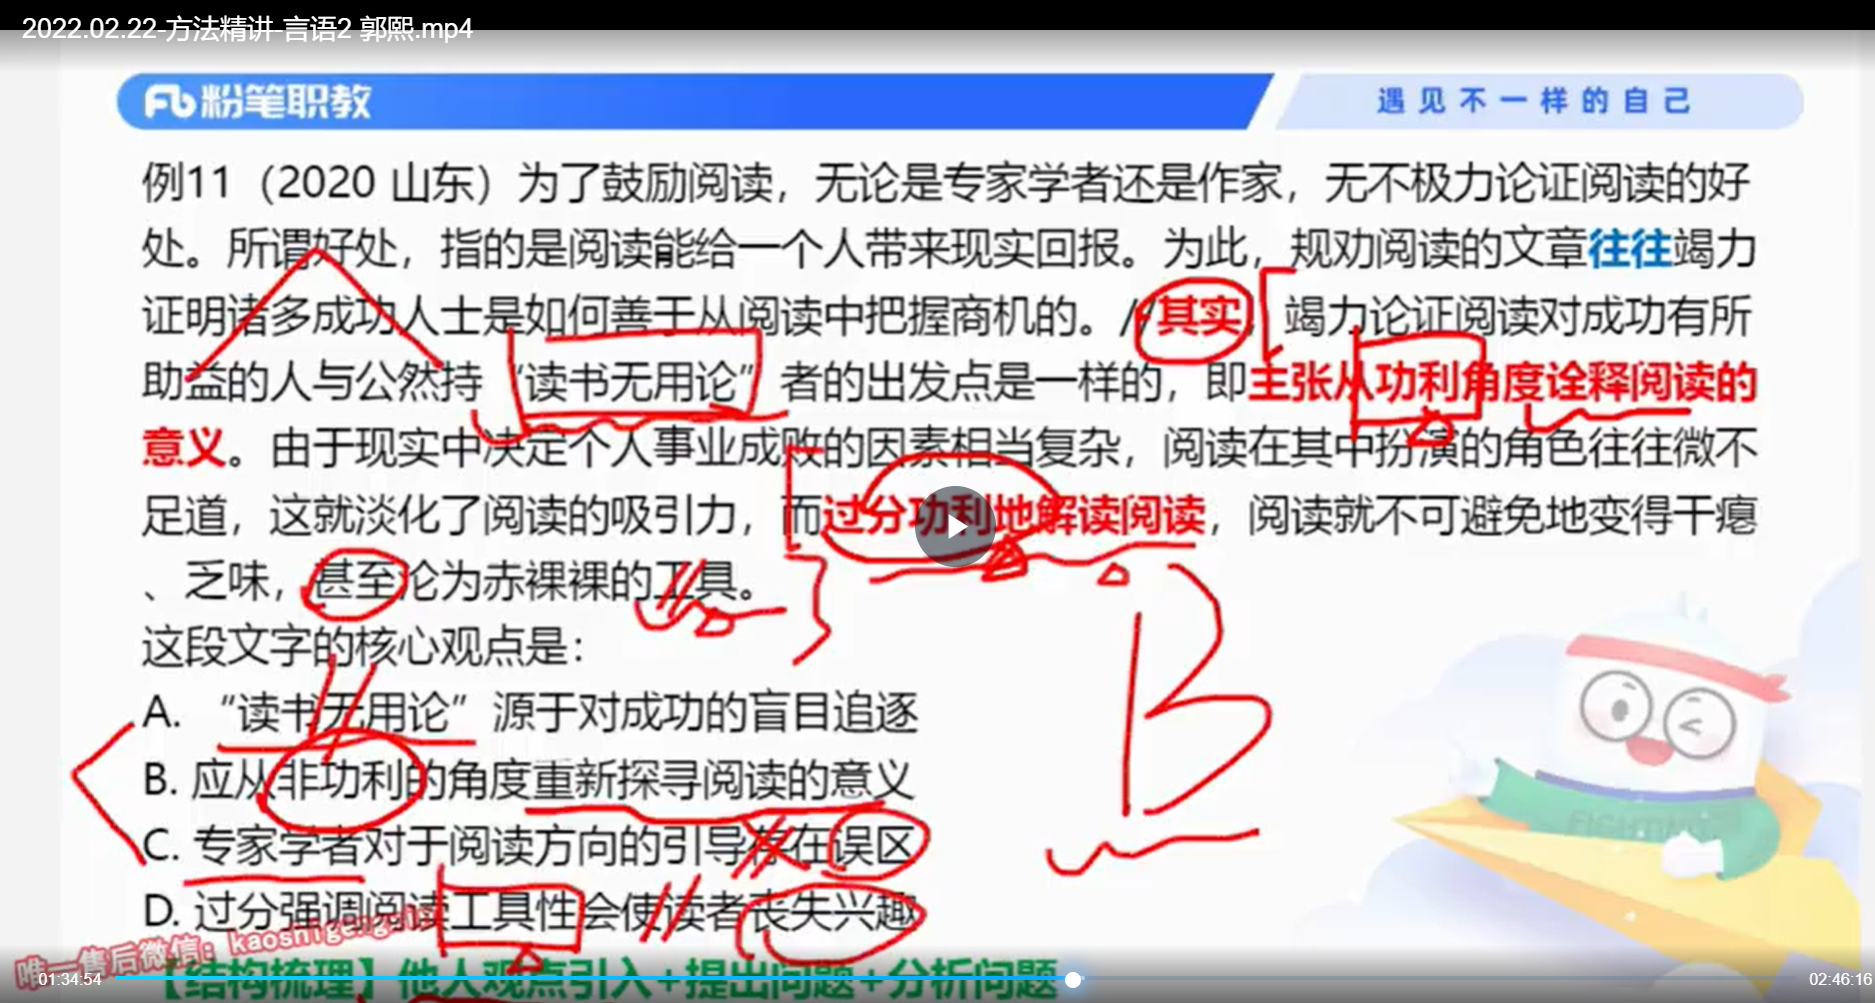 2022.02.22-方法精讲-言语2 郭熙.mp4
粉笔职教
遇见不一样的自己
例11（2020 山东）为了鼓励阅读，无论是专家学者还是作家，无不极力论证阅读的好
处。所谓好处，指的是阅读能给一个人带来现实回报。为此，规劝阅读的文章往往竭力
证明诸多成功人士是如何善于从阅读中把握商机的。//其实，竭力论证阅读对成功有所
助益的人与公然持“读书无用论”者的出发点是一样的，即主张从功利角度诠释阅读的
意义。由于现实中决定个人事业成败的因素相当复杂，阅读在其中扮演的角色往往微不
足道，这就淡化了阅读的吸引力，而过分功利地解读阅读，阅读就不可避免地变得干瘪
、乏味，甚至沦为赤裸裸的工具。
这段文字的核心观点是：
A. “读书无用论”源于对成功的盲目追逐
B. 应从非功利的角度重新探寻阅读的意义
C. 专家学者对于阅读方向的引导存在误区
D. 过分强调阅读工具性会使读者丧失兴趣
B
FIGHTING
唯一售后微信：
【结构梳理】他人观点引入+提出问题+分析问题
01:34:54
02:46:16